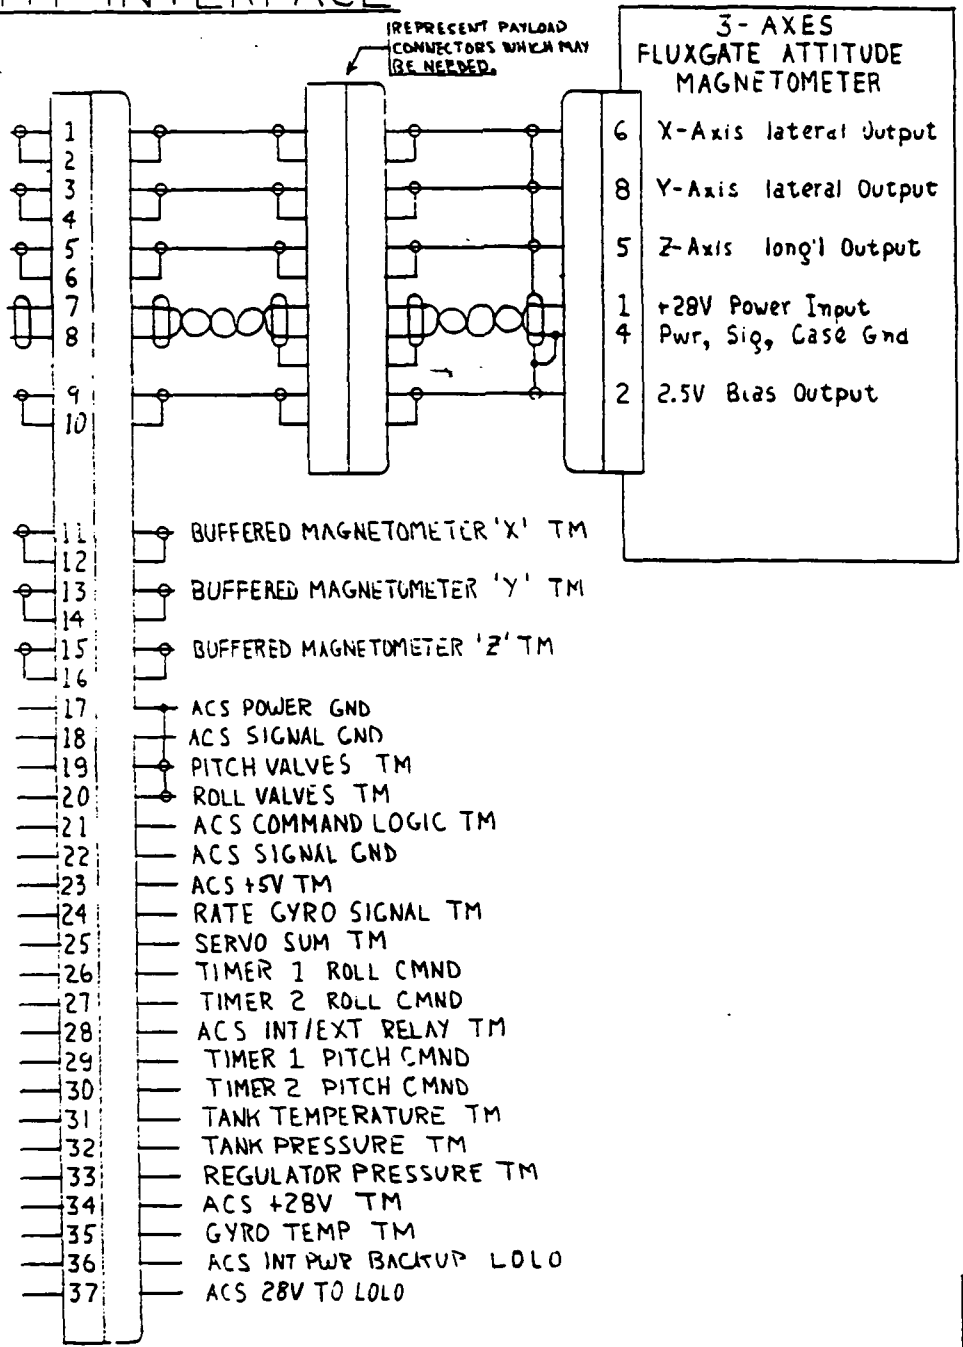 INTERFACE
REPRESENT PAYLOAD
CONNECTORS WHICH MAY
BE NEEDED.
3-AXES
FLUXGATE ATTITUDE
MAGNETOMETER
1
2
3
4
5
6
7
8
9
10
6 X-Axis lateral Output
8 Y-Axis lateral Output
5 Z-Axis long'l Output
1 +28V Power Input
4 Pwr, Sig, Case Gnd
2 2.5V Bias Output
11 BUFFERED MAGNETOMETER 'X' TM
12
13 BUFFERED MAGNETOMETER 'Y' TM
14
15 BUFFERED MAGNETOMETER 'Z' TM
16
17 ACS POWER GND
18 ACS SIGNAL GND
19 PITCH VALVES TM
20 ROLL VALVES TM
21 ACS COMMAND LOGIC TM
22 ACS SIGNAL GND
23 ACS +5V TM
24 RATE GYRO SIGNAL TM
25 SERVO SUM TM
26 TIMER 1 ROLL CMND
27 TIMER 2 ROLL CMND
28 ACS INT/EXT RELAY TM
29 TIMER 1 PITCH CMND
30 TIMER 2 PITCH CMND
31 TANK TEMPERATURE TM
32 TANK PRESSURE TM
33 REGULATOR PRESSURE TM
34 ACS +28V TM
35 GYRO TEMP TM
36 ACS INT PWR BACKUP LOLO
37 ACS 28V TO LOLO